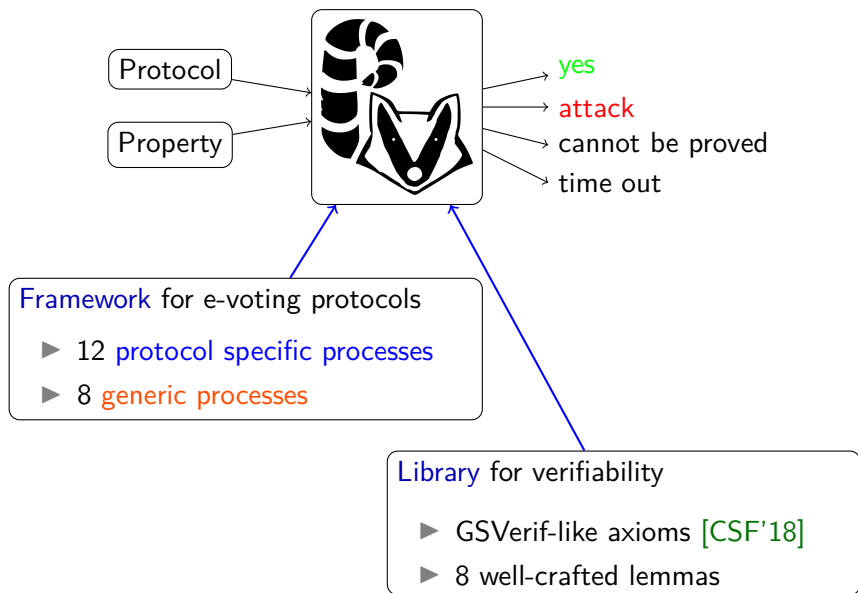 Protocol
Property
yes
attack
cannot be proved
time out
Framework for e-voting protocols
12 protocol specific processes
8 generic processes
Library for verifiability
GSVerif-like axioms [CSF'18]
8 well-crafted lemmas